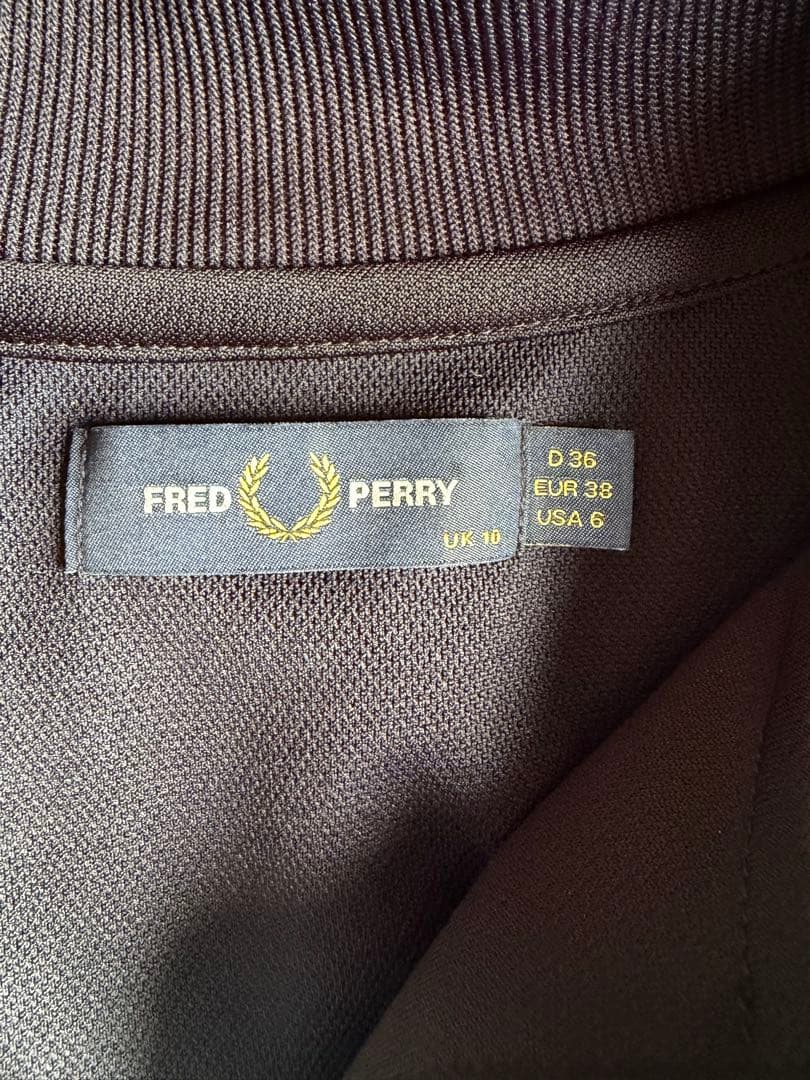 FRED PERRY
UK 10
D 36
EUR 38
USA 6